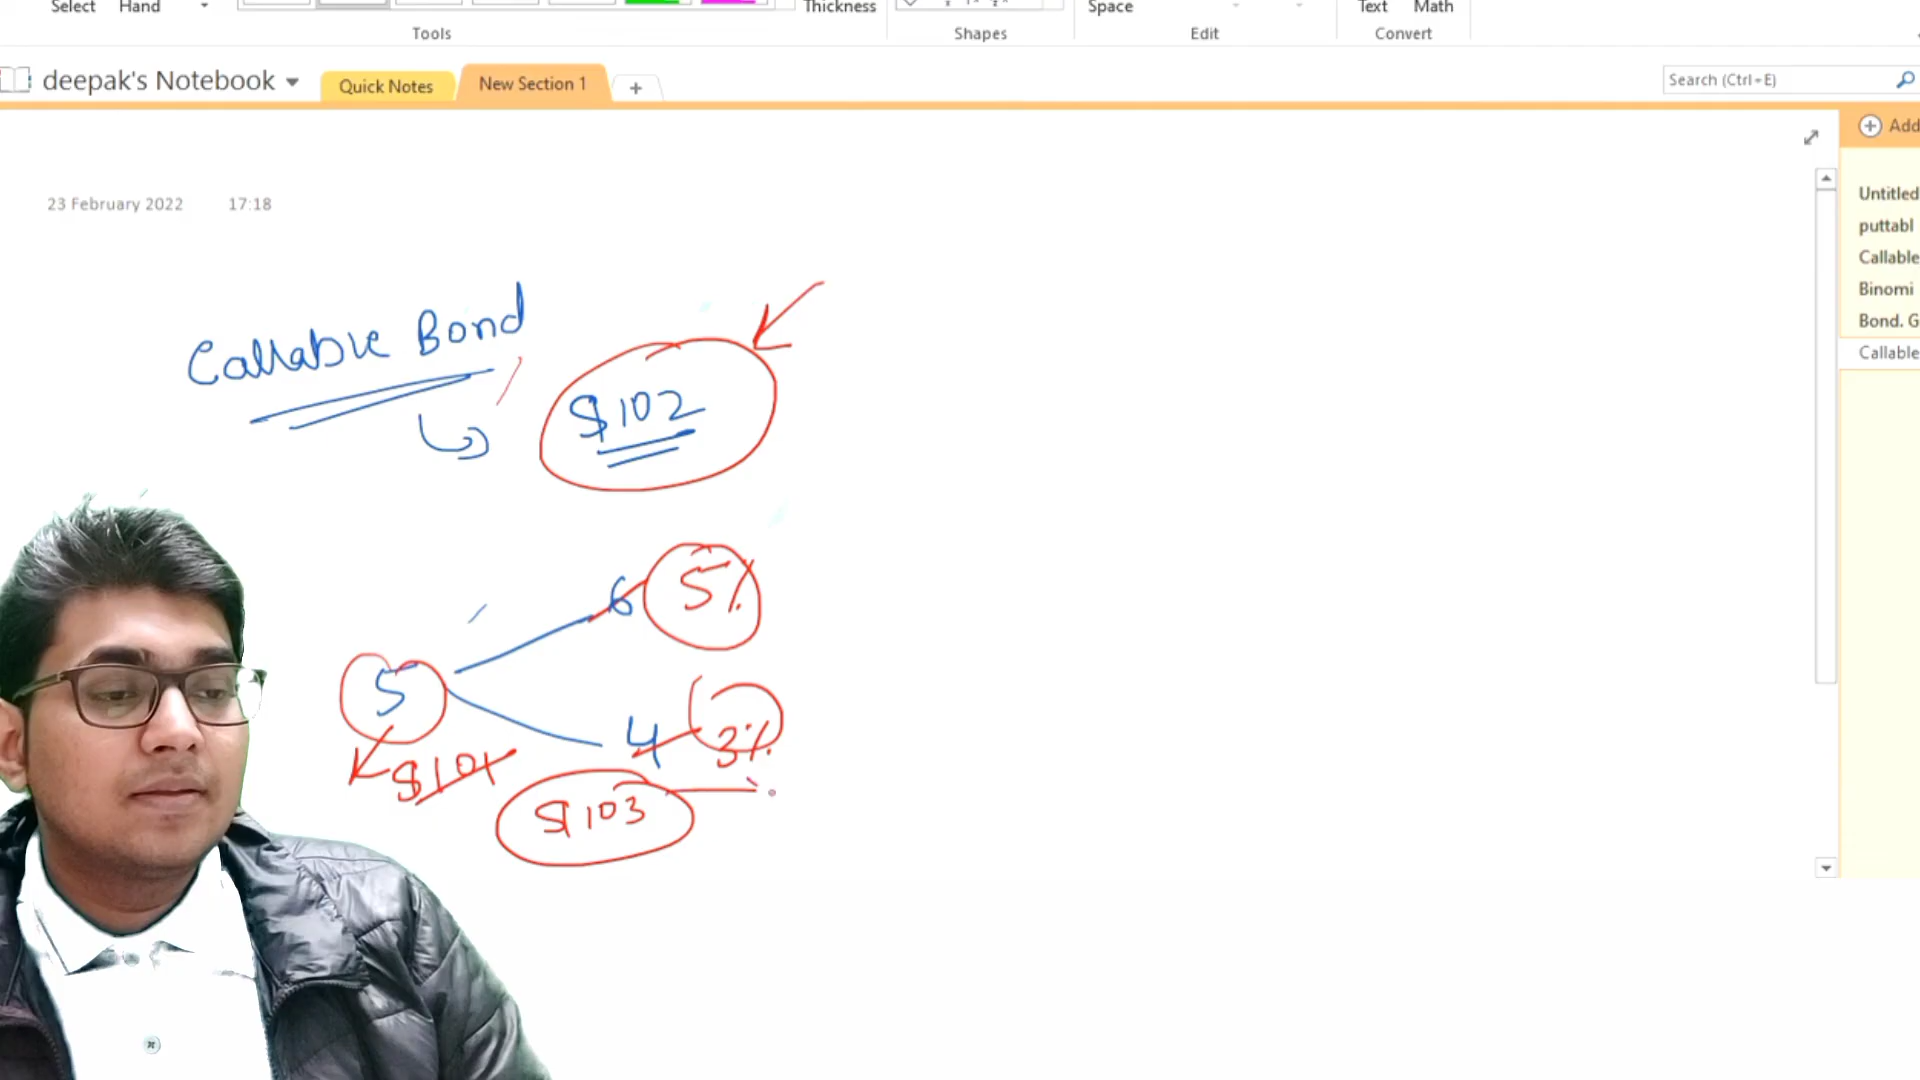 Select Hand
Thickness
Space
Text Math
Tools
Shapes
Edit
Convert
deepak's Notebook
Quick Notes
New Section 1
Search (Ctrl+E)
Add
23 February 2022 17:18
Untitled
puttabl
Callable
Binomi
Bond. G
Callable
Callable Bond
$102
6 5%
5
4 3%
$101
$103